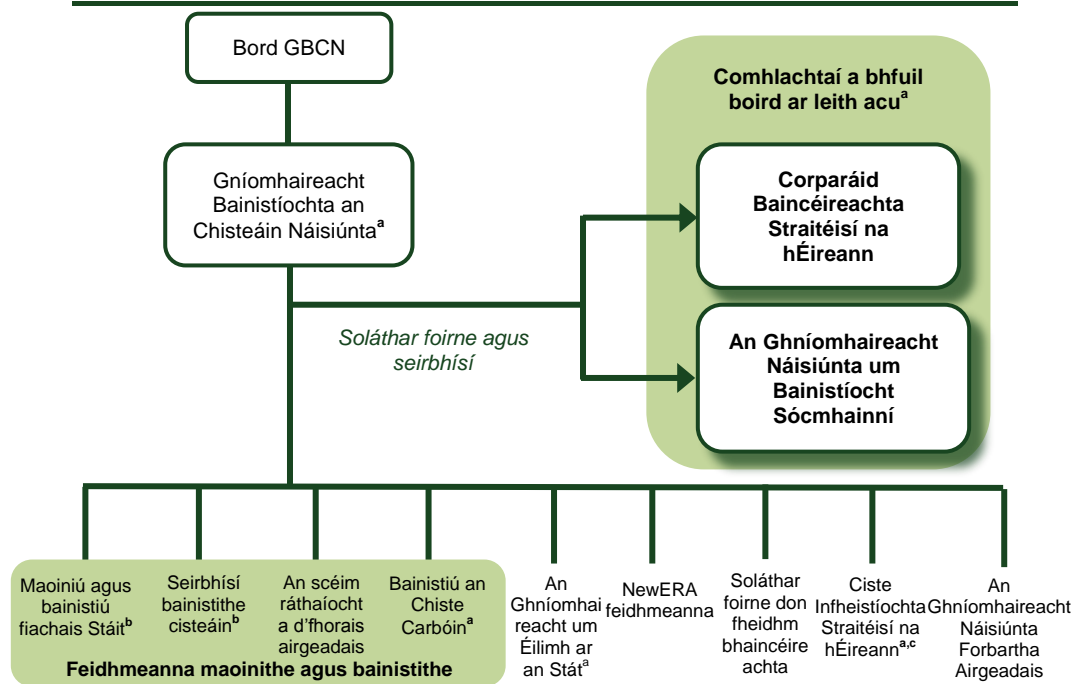 Bord GBCN
Comhlachtaí a bhfuil
boird ar leith acu^a
Gníomhaireacht
Bainistíochta an
Chisteáin Náisiúnta^a
Corparáid
Baincéireachta
Straitéisí na
hÉireann
Soláthar foirne agus
seirbhísí
An Ghníomhaireacht
Náisiúnta um
Bainistíocht
Sócmhainní
Maoiniú agus
bainistiú
fiachais Stáit^b
Seirbhísí
bainistithe
cisteáin^b
An scéim
ráthaíocht
a d'fhorais
airgeadais
Bainistiú an
Chiste
Carbóin^a
Feidhmeanna maoinithe agus bainistithe
An
Ghníomhai
reacht um
Éilimh ar
an Stát^a
NewERA
feidhmeanna
Soláthar
foirne don
fheidhm
bhaincéire
achta
Ciste
Infheistíochta
Straitéisí na
hÉireann^a,c
An
Ghníomhaireacht
Náisiúnta
Forbartha
Airgeadais